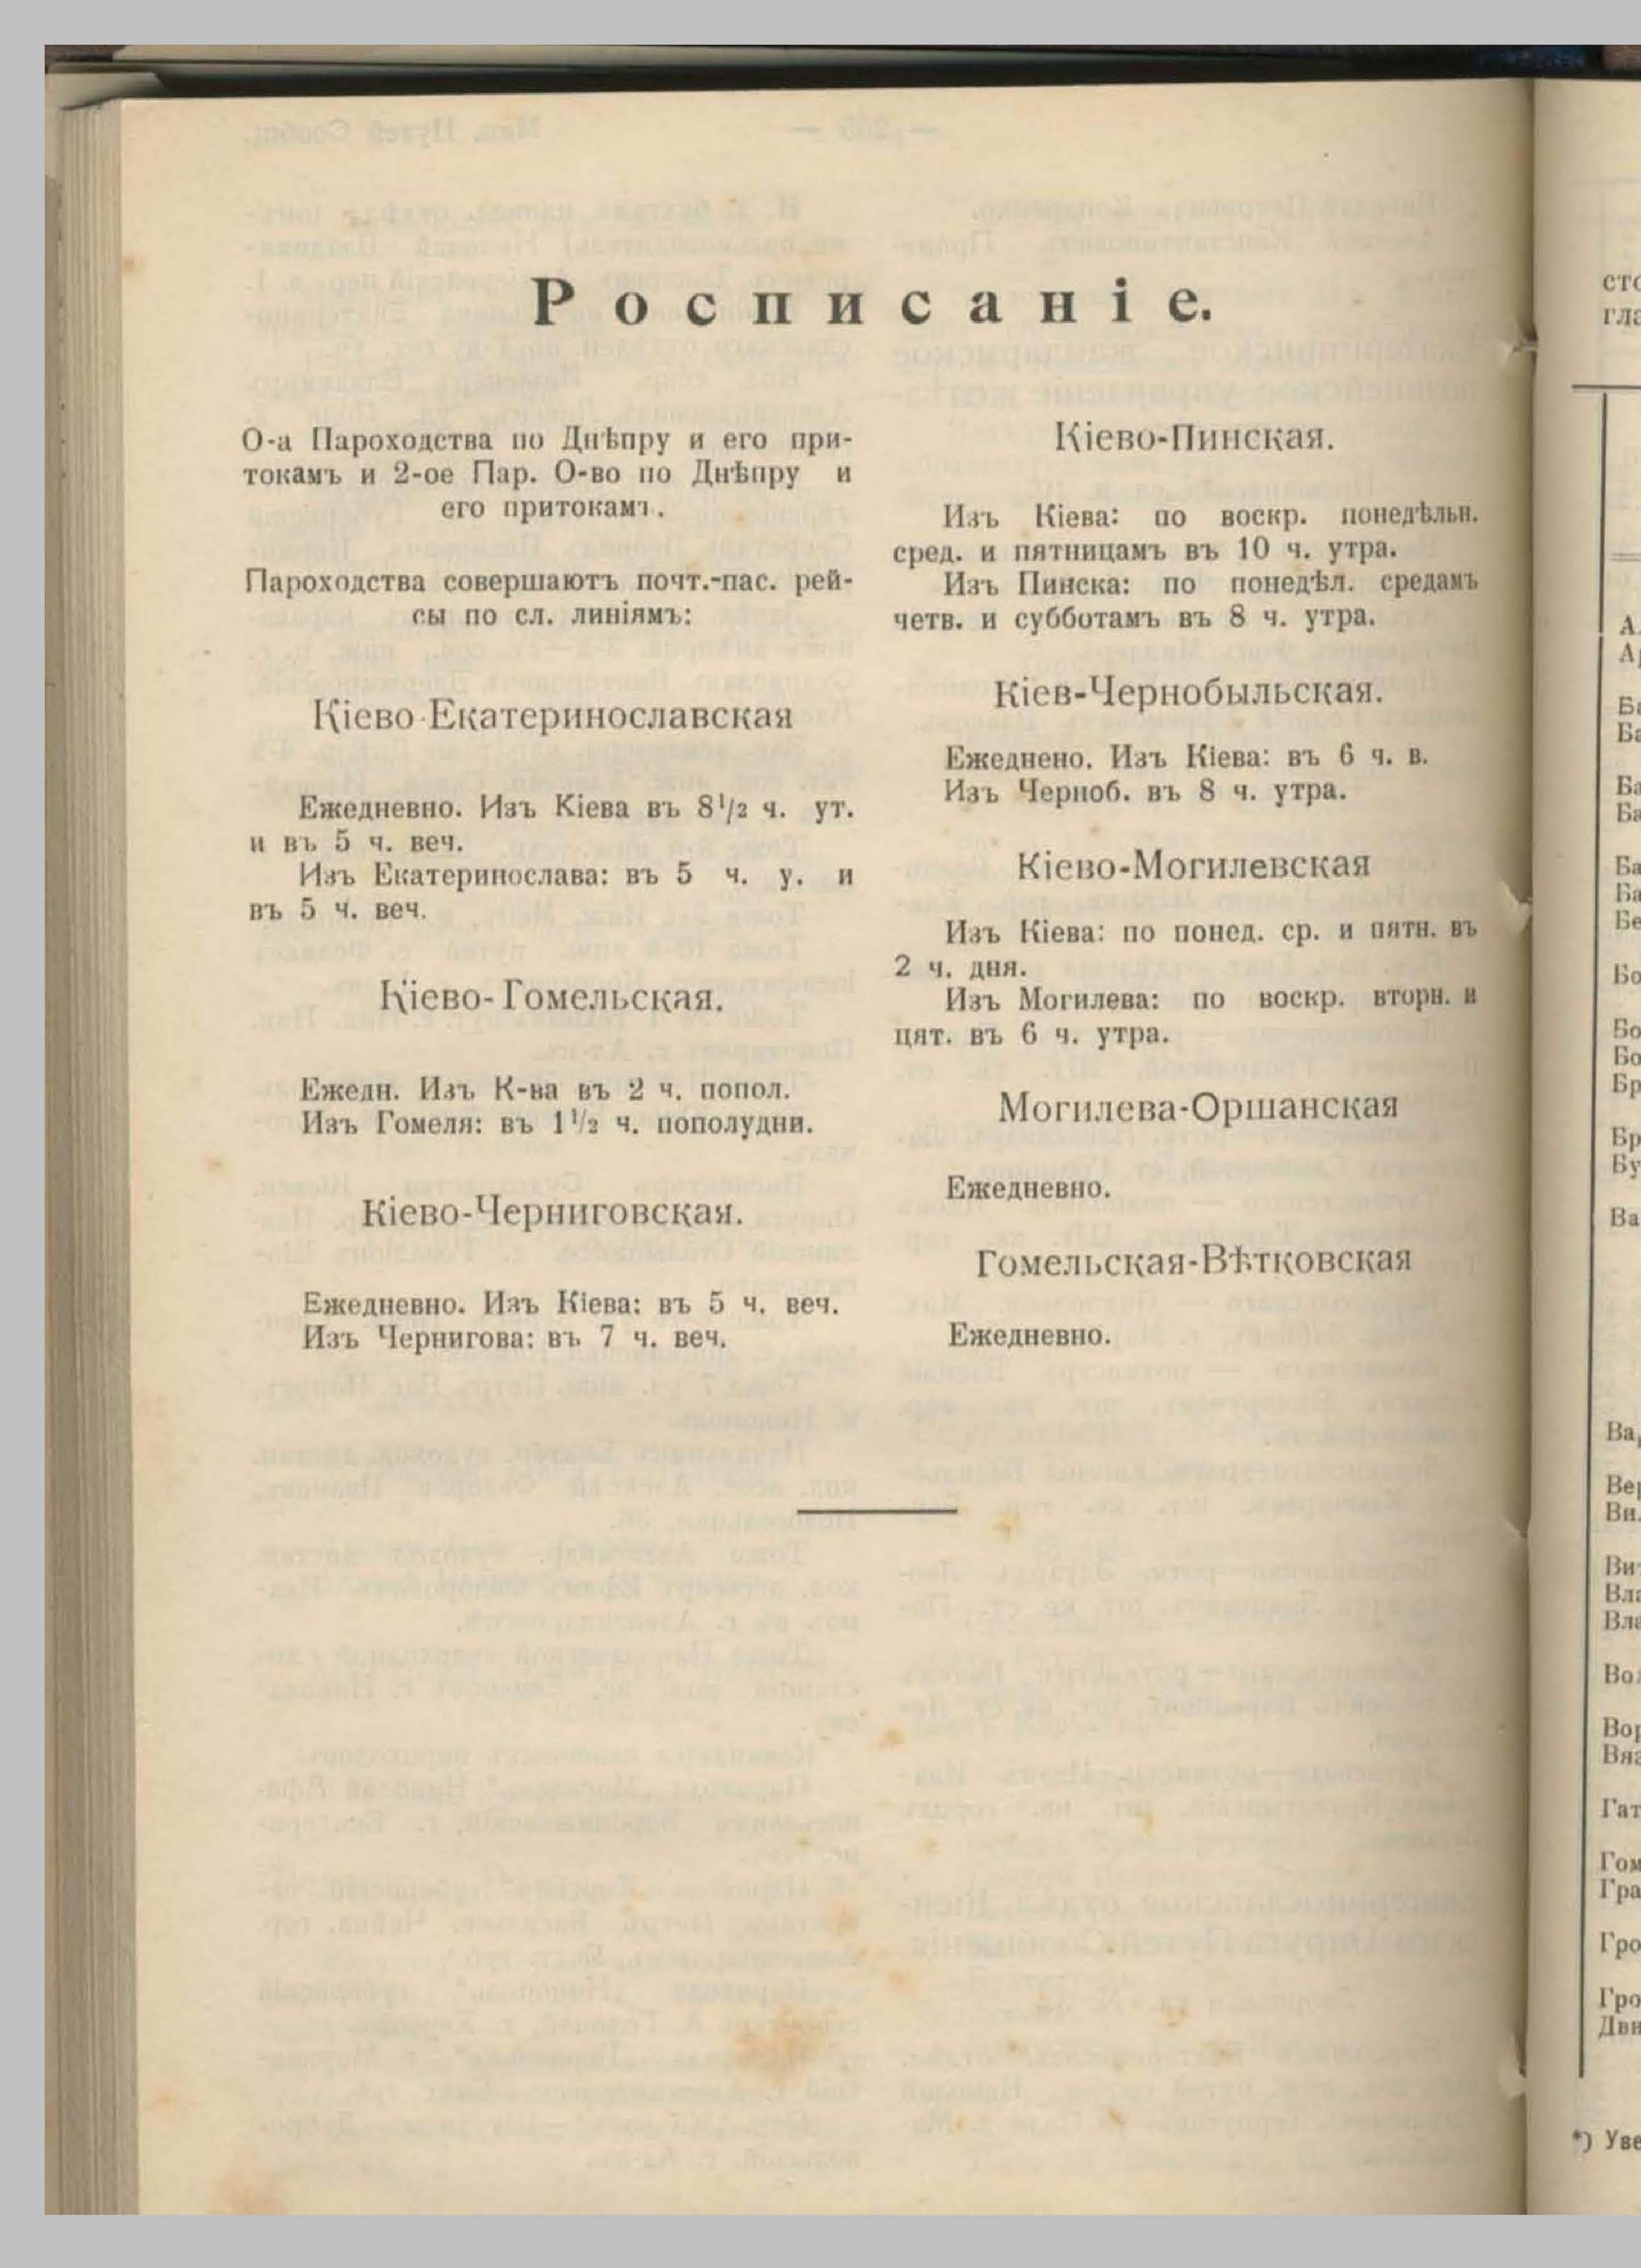 Росписаніе.
О-а Пароходства по Днѣпру и его при-
токамъ и 2-ое Пар. О-во по Днѣпру и
его притокамъ.
Пароходства совершаютъ почт.-пас. рей-
сы по сл. линіямъ:
Кіево-Екатеринославская
Ежедневно. Изъ Кіева въ 8 1/2 ч. ут.
и въ 5 ч. веч.
Изъ Екатеринослава: въ 5 ч. у. и
въ 5 ч. веч.
Кіево-Гомельская.
Ежедн. Изъ К-ва въ 2 ч. попол.
Изъ Гомеля: въ 1 1/2 ч. пополудни.
Кіево-Черниговская.
Ежедневно. Изъ Кіева: въ 5 ч. веч.
Изъ Чернигова: въ 7 ч. веч.
Кіево-Пинская.
Изъ Кіева: по воскр. понедѣльн.
сред. и пятницамъ въ 10 ч. утра.
Изъ Пинска: по понедѣл. средамъ
четв. и субботамъ въ 8 ч. утра.
Кіев-Чернобыльская.
Ежеднено. Изъ Кіева: въ 6 ч. в.
Изъ Черноб. въ 8 ч. утра.
Кіево-Могилевская
Изъ Кіева: по понед. ср. и пятн. въ
2 ч. дня.
Изъ Могилева: по воскр. вторн. и
цят. въ 6 ч. утра.
Могилева-Оршанская
Ежедневно.
Гомельская-Вѣтковская
Ежедневно.